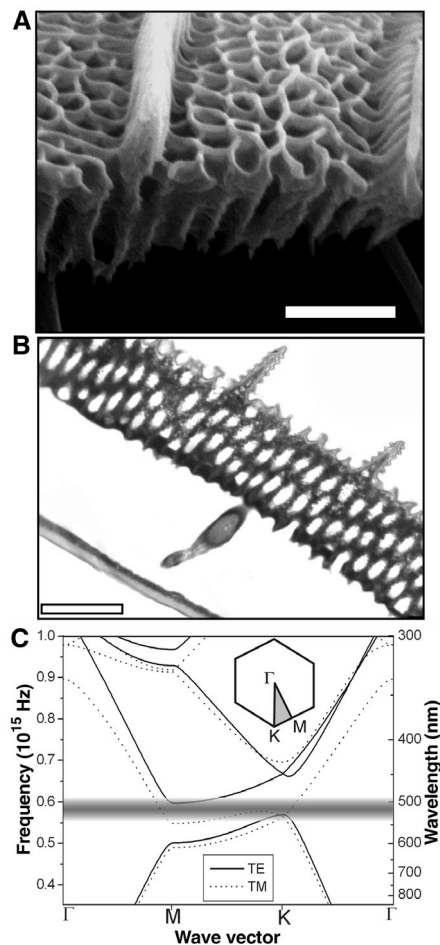 A
B
C
1.0
0.9
0.8
0.7
0.6
0.5
0.4
Frequency (10¹⁵ Hz)
300
400
500
600
700
800
Wavelength (nm)
Γ
K
M
TE
TM
Γ M K Γ
Wave vector